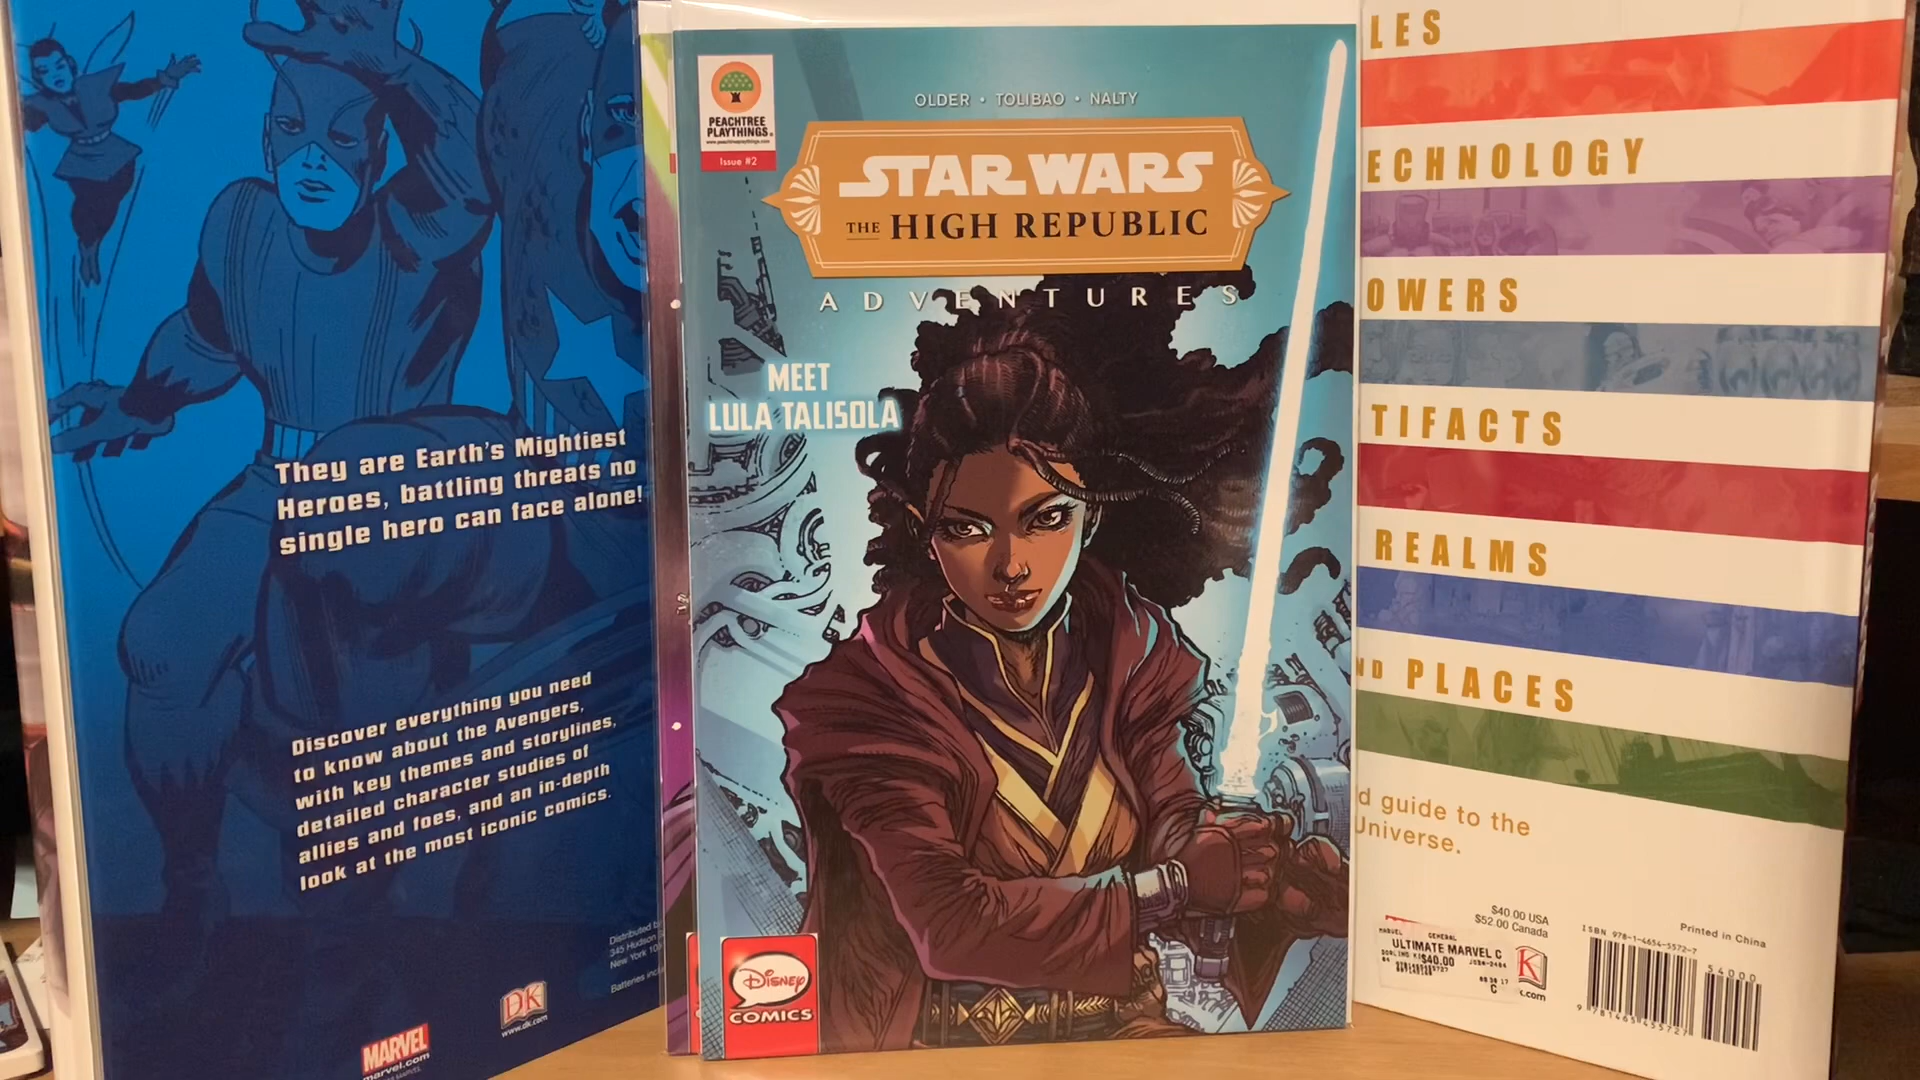 They are Earth's Mightiest
Heroes, battling threats no
single hero can face alone!
Discover everything you need
to know about the Avengers,
with key themes and storylines,
detailed character studies of
allies and foes, and an in-depth
look at the most iconic comics.
Distributed by
345 Hudson
New York
Batteries
DK
www.dk.com
MARVEL
marvel.com
PEACHTREE
PLAYTHINGS
www.peachtreeplaythings.com
Issue #2
OLDER • TOLIBAO • NALTY
STAR WARS
THE HIGH REPUBLIC
ADVENTURES
MEET
LULA TALISOLA
Disney
COMICS
LES
ECHNOLOGY
OWERS
TIFACTS
REALMS
ND PLACES
d guide to the
Universe.
$40.00 USA
$52.00 Canada
Printed in China
ISBN 978-1-4654-5572-7
54000
9 781465 455727
MARVEL GENERAL
ULTIMATE MARVEL C
$40.00
C
k.com